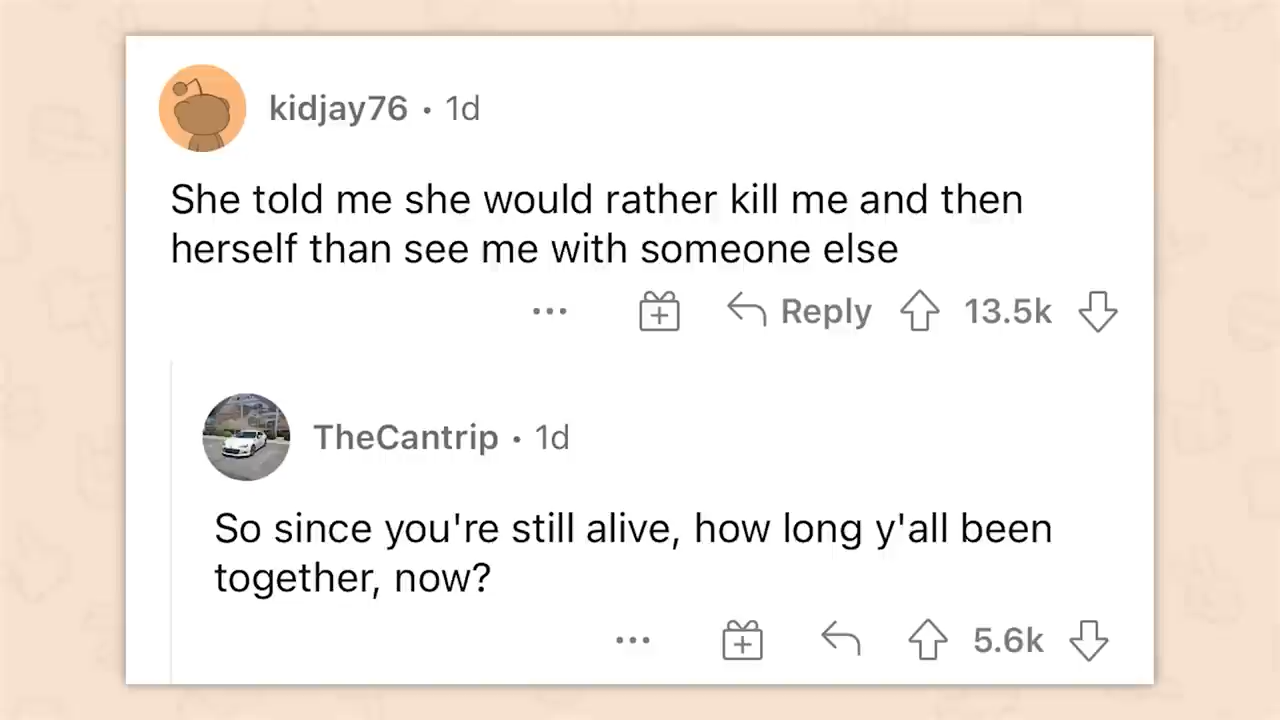 kidjay76 • 1d
She told me she would rather kill me and then
herself than see me with someone else
Reply 13.5k
TheCantrip • 1d
So since you're still alive, how long y'all been
together, now?
5.6k